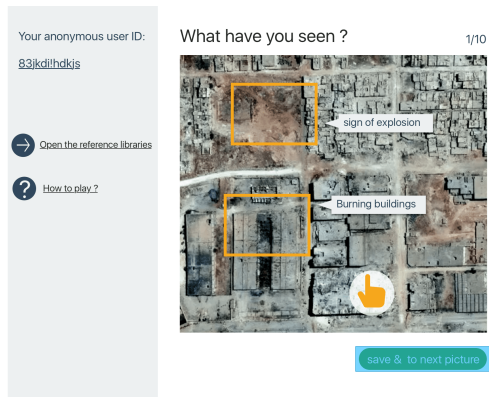 Your anonymous user ID:
83jkdi!hdkjs
Open the reference libraries
How to play ?
What have you seen ?
1/10
sign of explosion
Burning buildings
save & to next picture